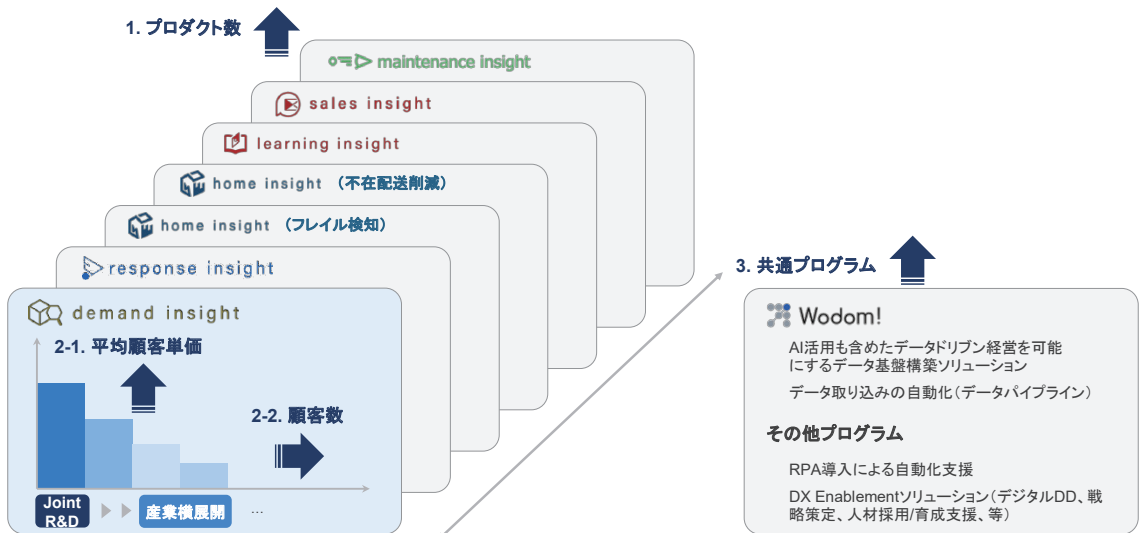 1. プロダクト数
maintenance insight
sales insight
learning insight
home insight （不在配送削減）
home insight （フレイル検知）
response insight
demand insight
2-1. 平均顧客単価
2-2. 顧客数
Joint
R&D
産業横展開
…
3. 共通プログラム
Wodom!
AI活用も含めたデータドリブン経営を可能
にするデータ基盤構築ソリューション
データ取り込みの自動化（データパイプライン）
その他プログラム
RPA導入による自動化支援
DX Enablementソリューション（デジタルDD、戦
略策定、人材採用/育成支援、等）